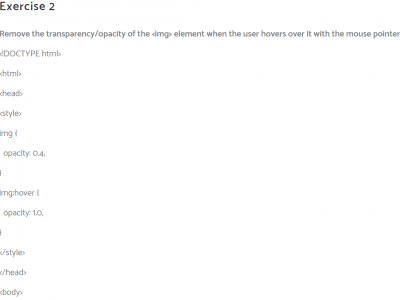 Exercise 2
Remove the transparency/opacity of the <img> element when the user hovers over it with the mouse pointer
<!DOCTYPE html>
<html>
<head>
<style>
img {
opacity: 0.4;
}
img:hover {
opacity: 1.0;
}
</style>
</head>
<body>